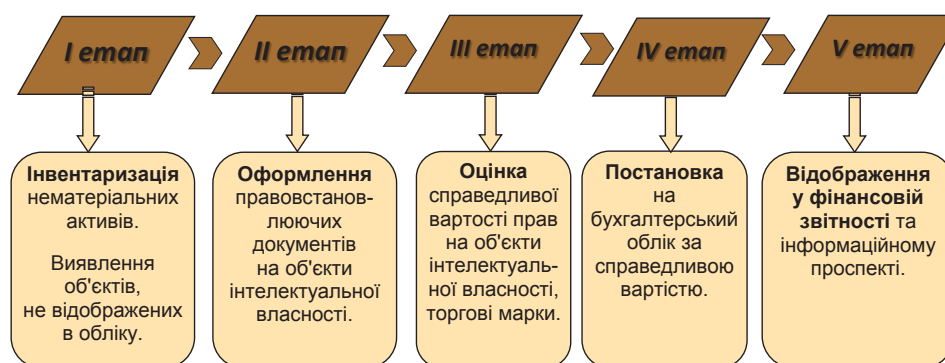 I етап
II етап
III етап
IV етап
V етап
Інвентаризація
нематеріальних
активів.
Виявлення
об'єктів,
не відображених
в обліку.
Оформлення
правовстанов-
люючих
документів
на об'єкти
інтелектуальної
власності.
Оцінка
справедливої
вартості прав
на об'єкти
інтелектуаль-
ної власності,
торгові марки.
Постановка
на
бухгалтерський
облік за
справедливою
вартістю.
Відображення
у фінансовій
звітності та
інформаційному
проспекті.